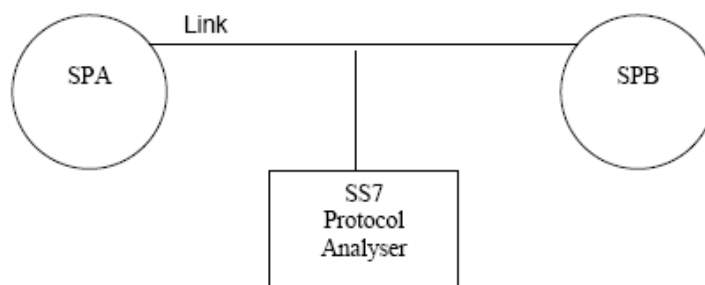 Link
SPA
SPB
SS7
Protocol
Analyser